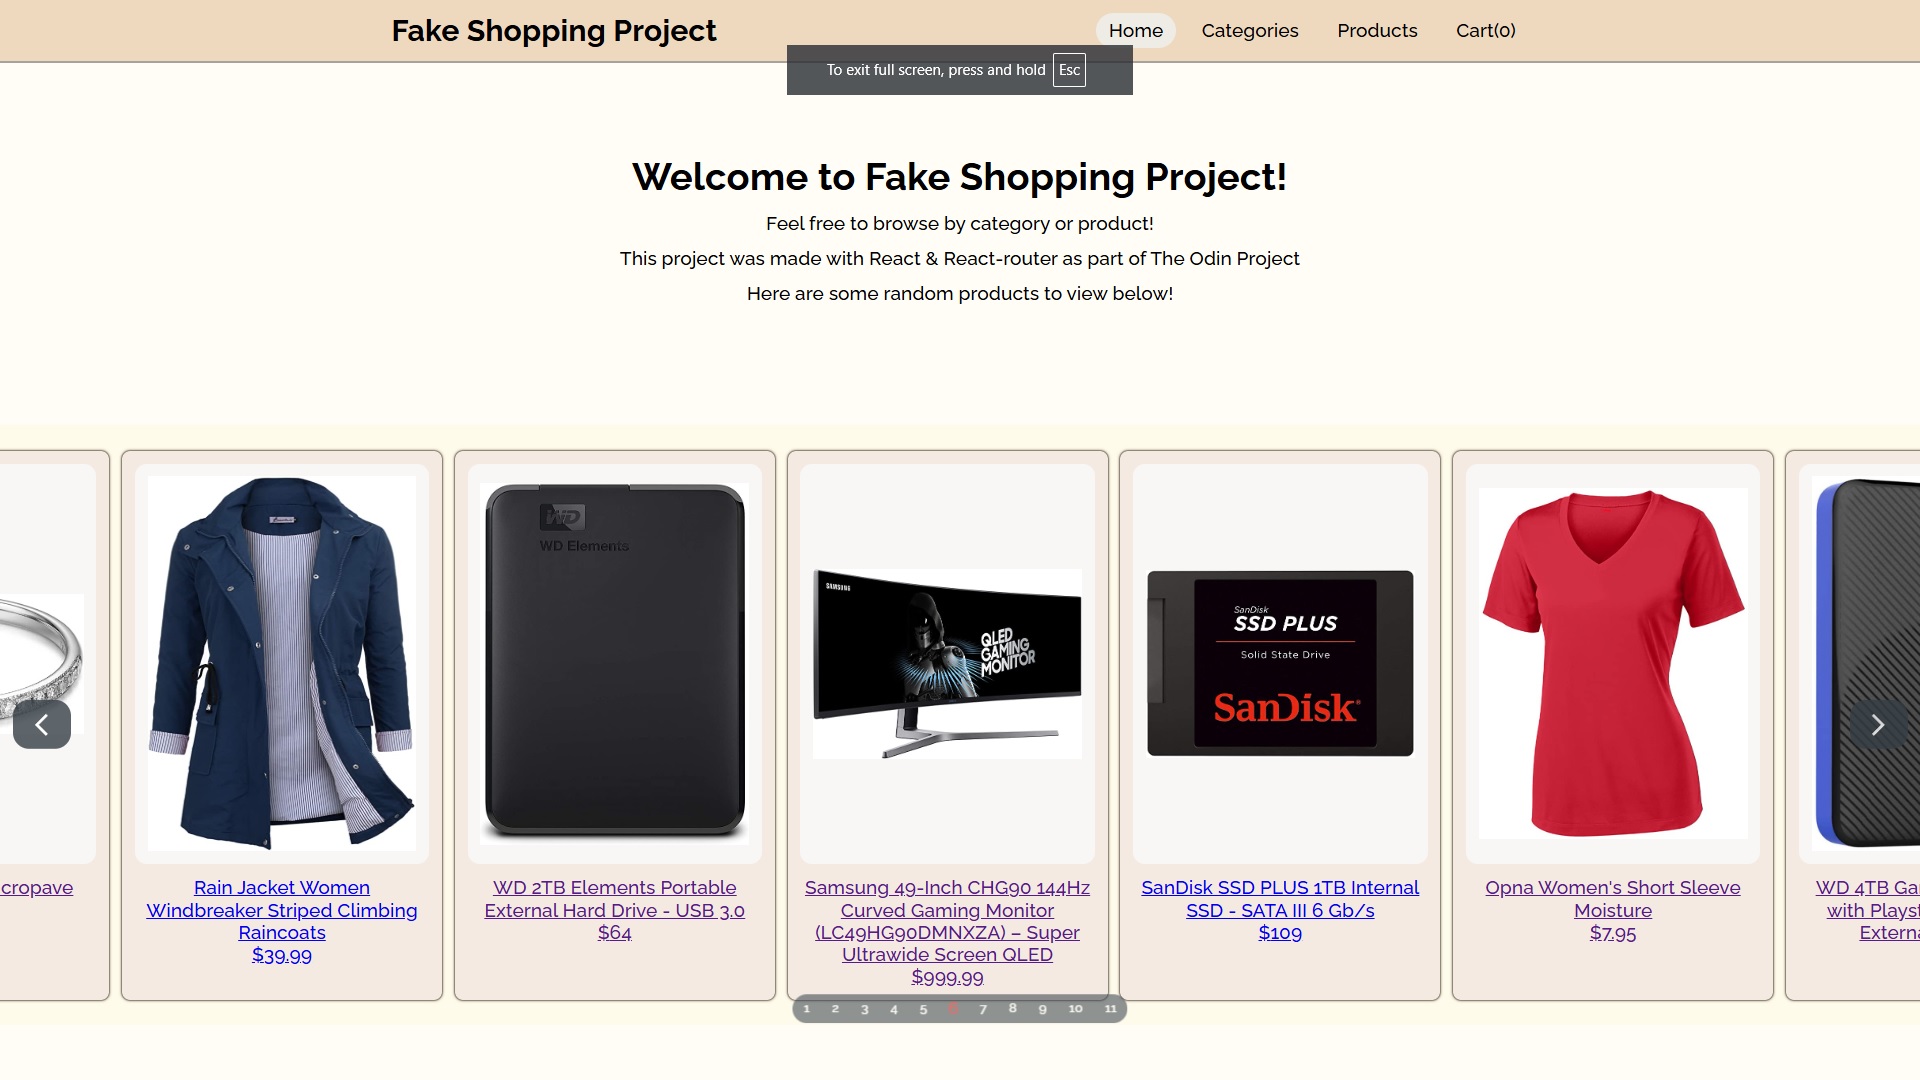 Fake Shopping Project
Home
Categories
Products
Cart(0)
To exit full screen, press and hold Esc
Welcome to Fake Shopping Project!
Feel free to browse by category or product!
This project was made with React & React-router as part of The Odin Project
Here are some random products to view below!
WD
WD Elements
SAMSUNG
QLED
GAMING
MONITOR
SanDisk
SSD PLUS
Solid State Drive
SanDisk
cropave
Rain Jacket Women
Windbreaker Striped Climbing
Raincoats
$39.99
WD 2TB Elements Portable
External Hard Drive - USB 3.0
$64
Samsung 49-Inch CHG90 144Hz
Curved Gaming Monitor
(LC49HG90DMNXZA) – Super
Ultrawide Screen QLED
$999.99
SanDisk SSD PLUS 1TB Internal
SSD - SATA III 6 Gb/s
$109
Opna Women's Short Sleeve
Moisture
$7.95
WD 4TB Ga
with Playst
Externa
1 2 3 4 5 6 7 8 9 10 11